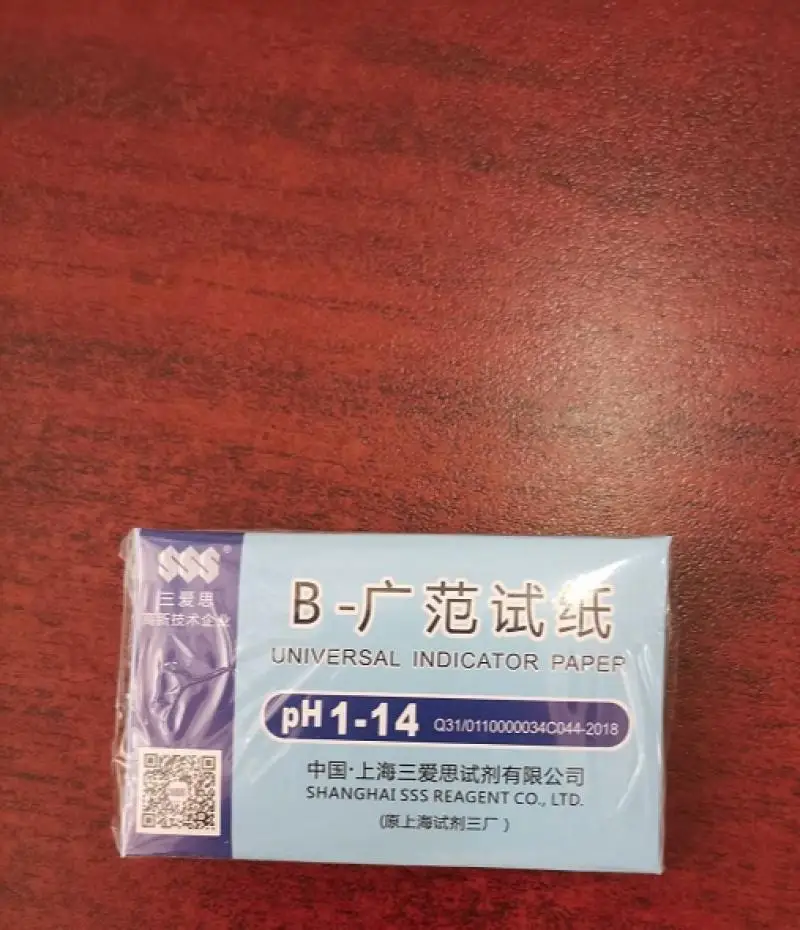 SSS®
三爱思
高新技术企业
B-广范试纸
UNIVERSAL INDICATOR PAPER
pH 1-14 Q31/0110000034C044-2018
中国·上海三爱思试剂有限公司
SHANGHAI SSS REAGENT CO., LTD.
(原上海试剂三厂)